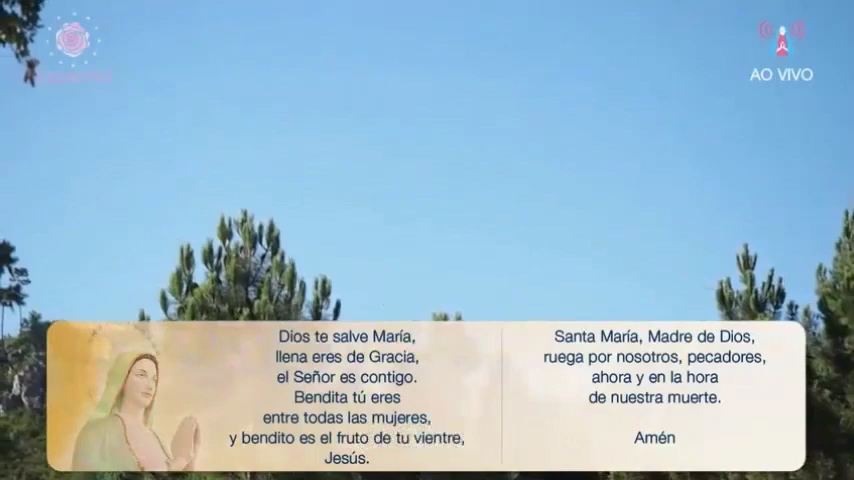 AO VIVO
Dios te salve María,
llena eres de Gracia,
el Señor es contigo.
Bendita tú eres
entre todas las mujeres,
y bendito es el fruto de tu vientre,
Jesús.
Santa María, Madre de Dios,
ruega por nosotros, pecadores,
ahora y en la hora
de nuestra muerte.
Amén